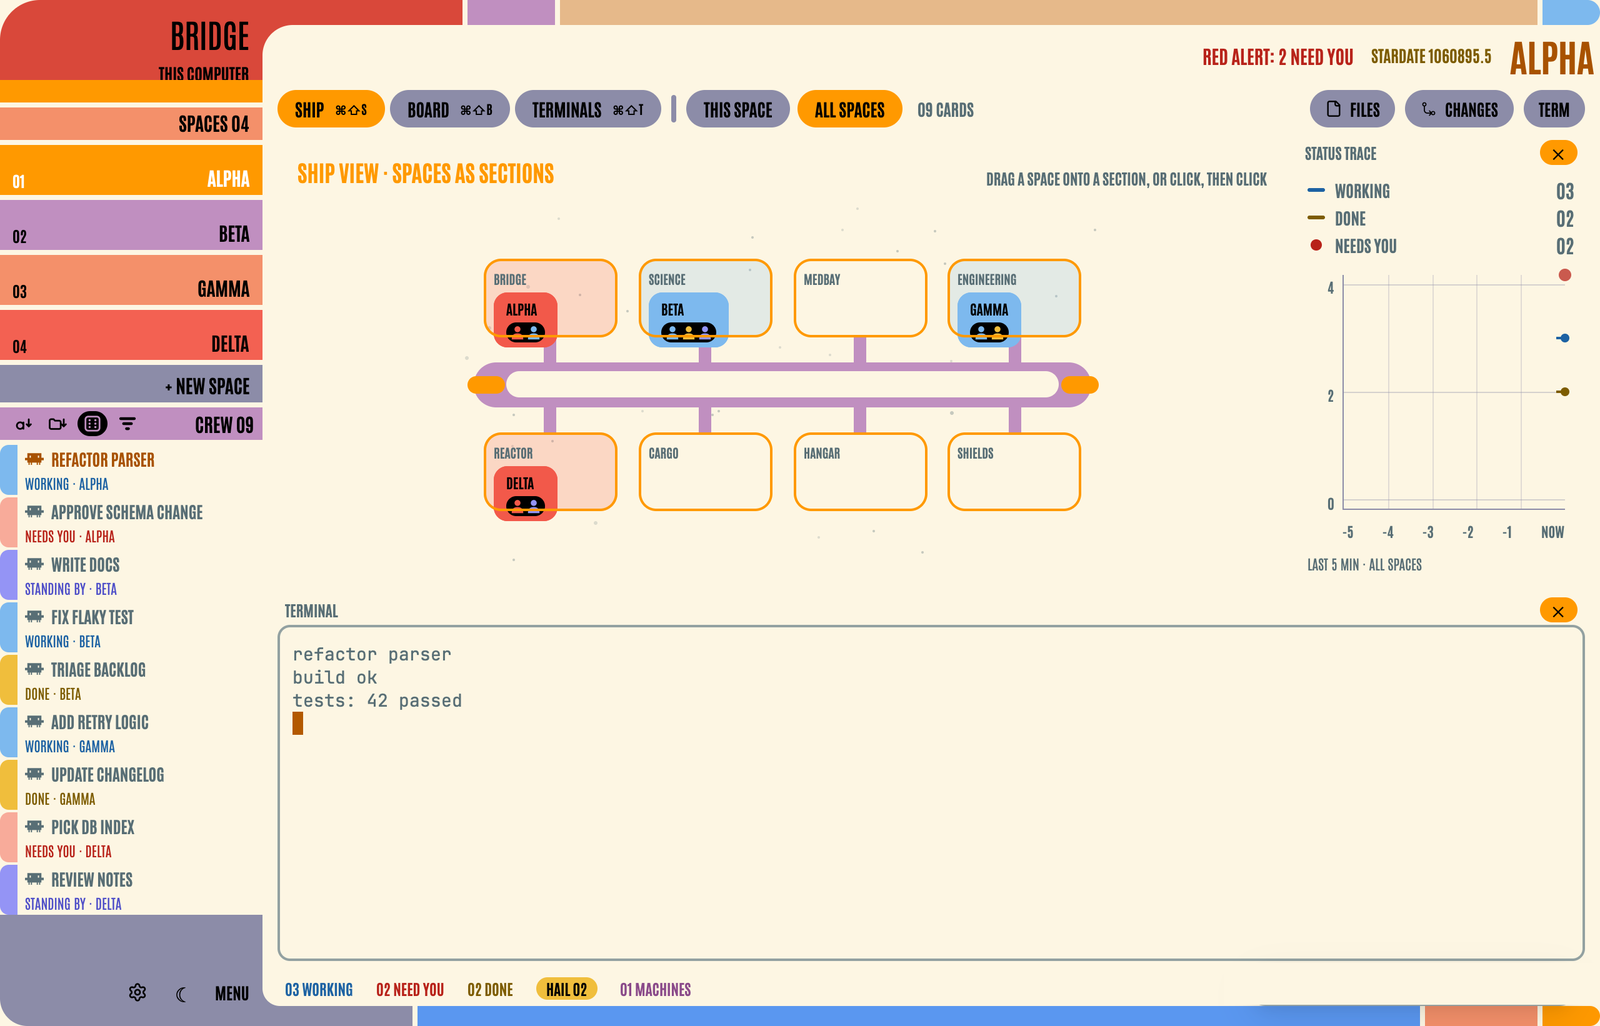 BRIDGE
THIS COMPUTER
SPACES 04
01 ALPHA
02 BETA
03 GAMMA
04 DELTA
+ NEW SPACE
CREW 09
REFACTOR PARSER
WORKING · ALPHA
APPROVE SCHEMA CHANGE
NEEDS YOU · ALPHA
WRITE DOCS
STANDING BY · BETA
FIX FLAKY TEST
WORKING · BETA
TRIAGE BACKLOG
DONE · BETA
ADD RETRY LOGIC
WORKING · GAMMA
UPDATE CHANGELOG
DONE · GAMMA
PICK DB INDEX
NEEDS YOU · DELTA
REVIEW NOTES
STANDING BY · DELTA
MENU
RED ALERT: 2 NEED YOU STARDATE 1060895.5 ALPHA
SHIP ⌘⇧S BOARD ⌘⇧B TERMINALS ⌘⇧T THIS SPACE ALL SPACES 09 CARDS FILES CHANGES TERM
SHIP VIEW · SPACES AS SECTIONS
DRAG A SPACE ONTO A SECTION, OR CLICK, THEN CLICK
BRIDGE SCIENCE MEDBAY ENGINEERING
ALPHA BETA GAMMA
REACTOR CARGO HANGAR SHIELDS
DELTA
STATUS TRACE
WORKING 03
DONE 02
NEEDS YOU 02
4
2
0
-5 -4 -3 -2 -1 NOW
LAST 5 MIN · ALL SPACES
TERMINAL
refactor parser
build ok
tests: 42 passed
03 WORKING 02 NEED YOU 02 DONE HAIL 02 01 MACHINES